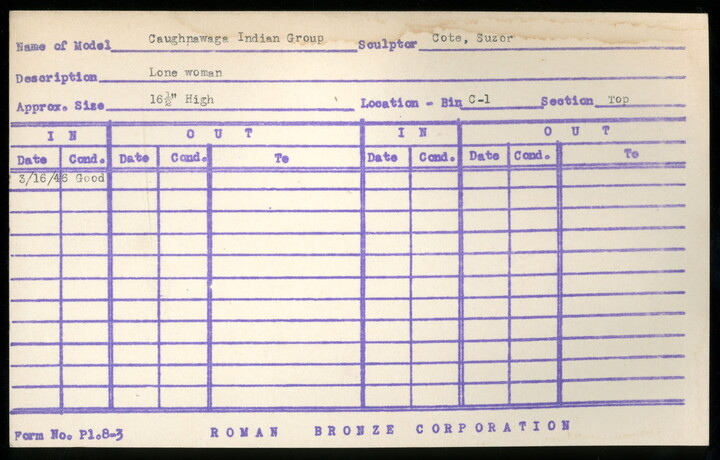 Name of Model Caughnawaga Indian Group Sculptor Cote, Suzor
Description Lone woman
Approx. Size 16½" High Location - Bin C-1 Section Top
IN OUT IN OUT
Date Cond. Date Cond. To Date Cond. Date Cond. To
3/16/46 Good
Form No. Pl.8-3 ROMAN BRONZE CORPORATION